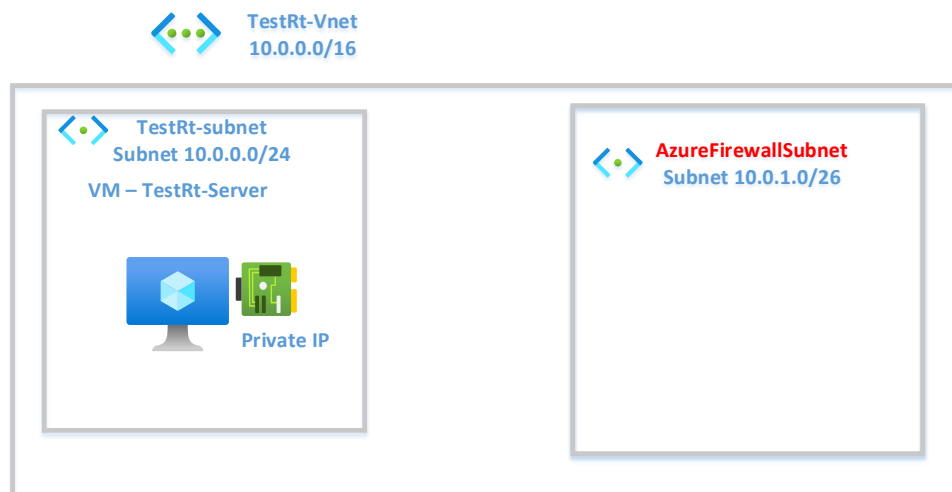 TestRt-Vnet
10.0.0.0/16
TestRt-subnet
Subnet 10.0.0.0/24
VM – TestRt-Server
Private IP
AzureFirewallSubnet
Subnet 10.0.1.0/26